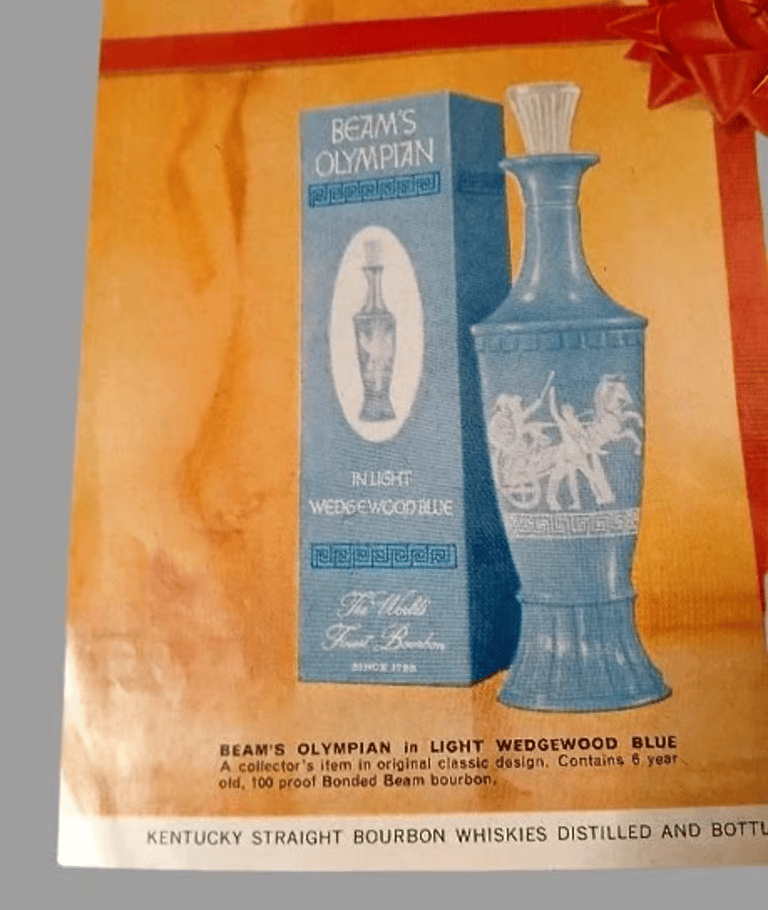 BEAM'S
OLYMPIAN
IN LIGHT
WEDGEWOOD BLUE
The World's
Finest Bourbon
SINCE 1795
BEAM'S OLYMPIAN in LIGHT WEDGEWOOD BLUE
A collector's item in original classic design. Contains 6 year
old, 100 proof Bonded Beam bourbon.
KENTUCKY STRAIGHT BOURBON WHISKIES DISTILLED AND BOTTL